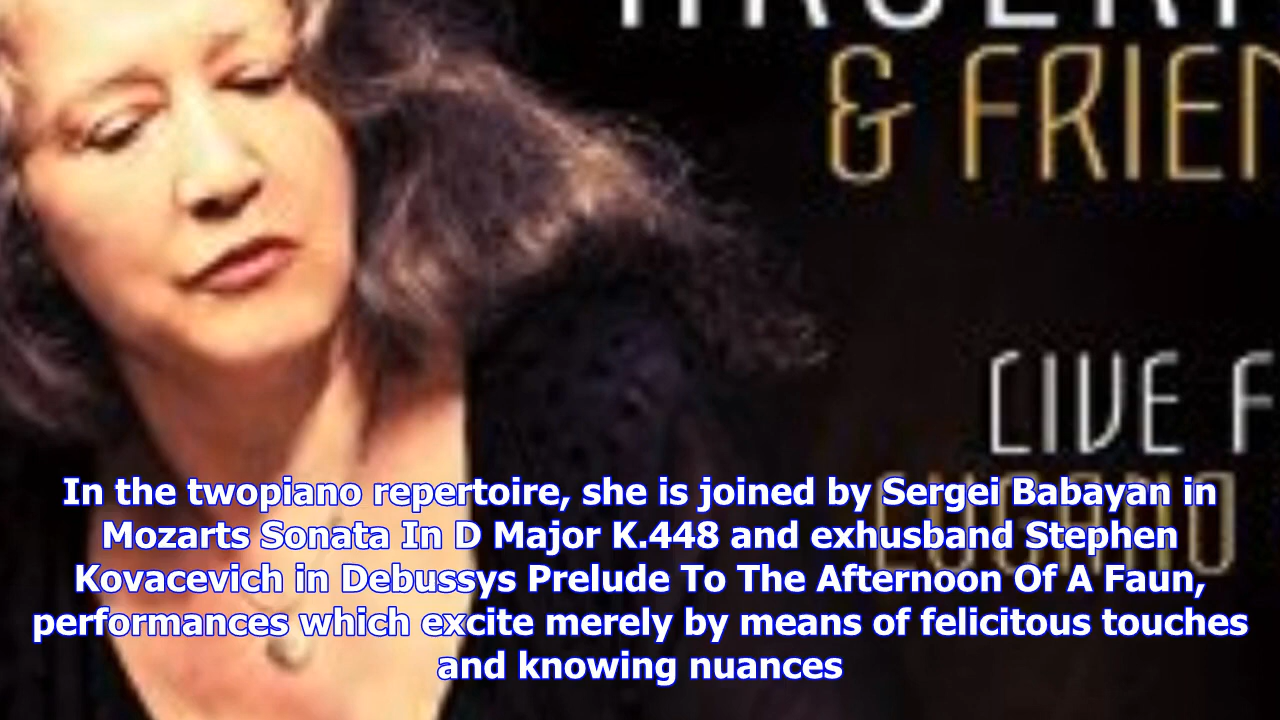 & FRIEN
LIVE F
LUGANO
In the twopiano repertoire, she is joined by Sergei Babayan in
Mozarts Sonata In D Major K.448 and exhusband Stephen
Kovacevich in Debussys Prelude To The Afternoon Of A Faun,
performances which excite merely by means of felicitous touches
and knowing nuances